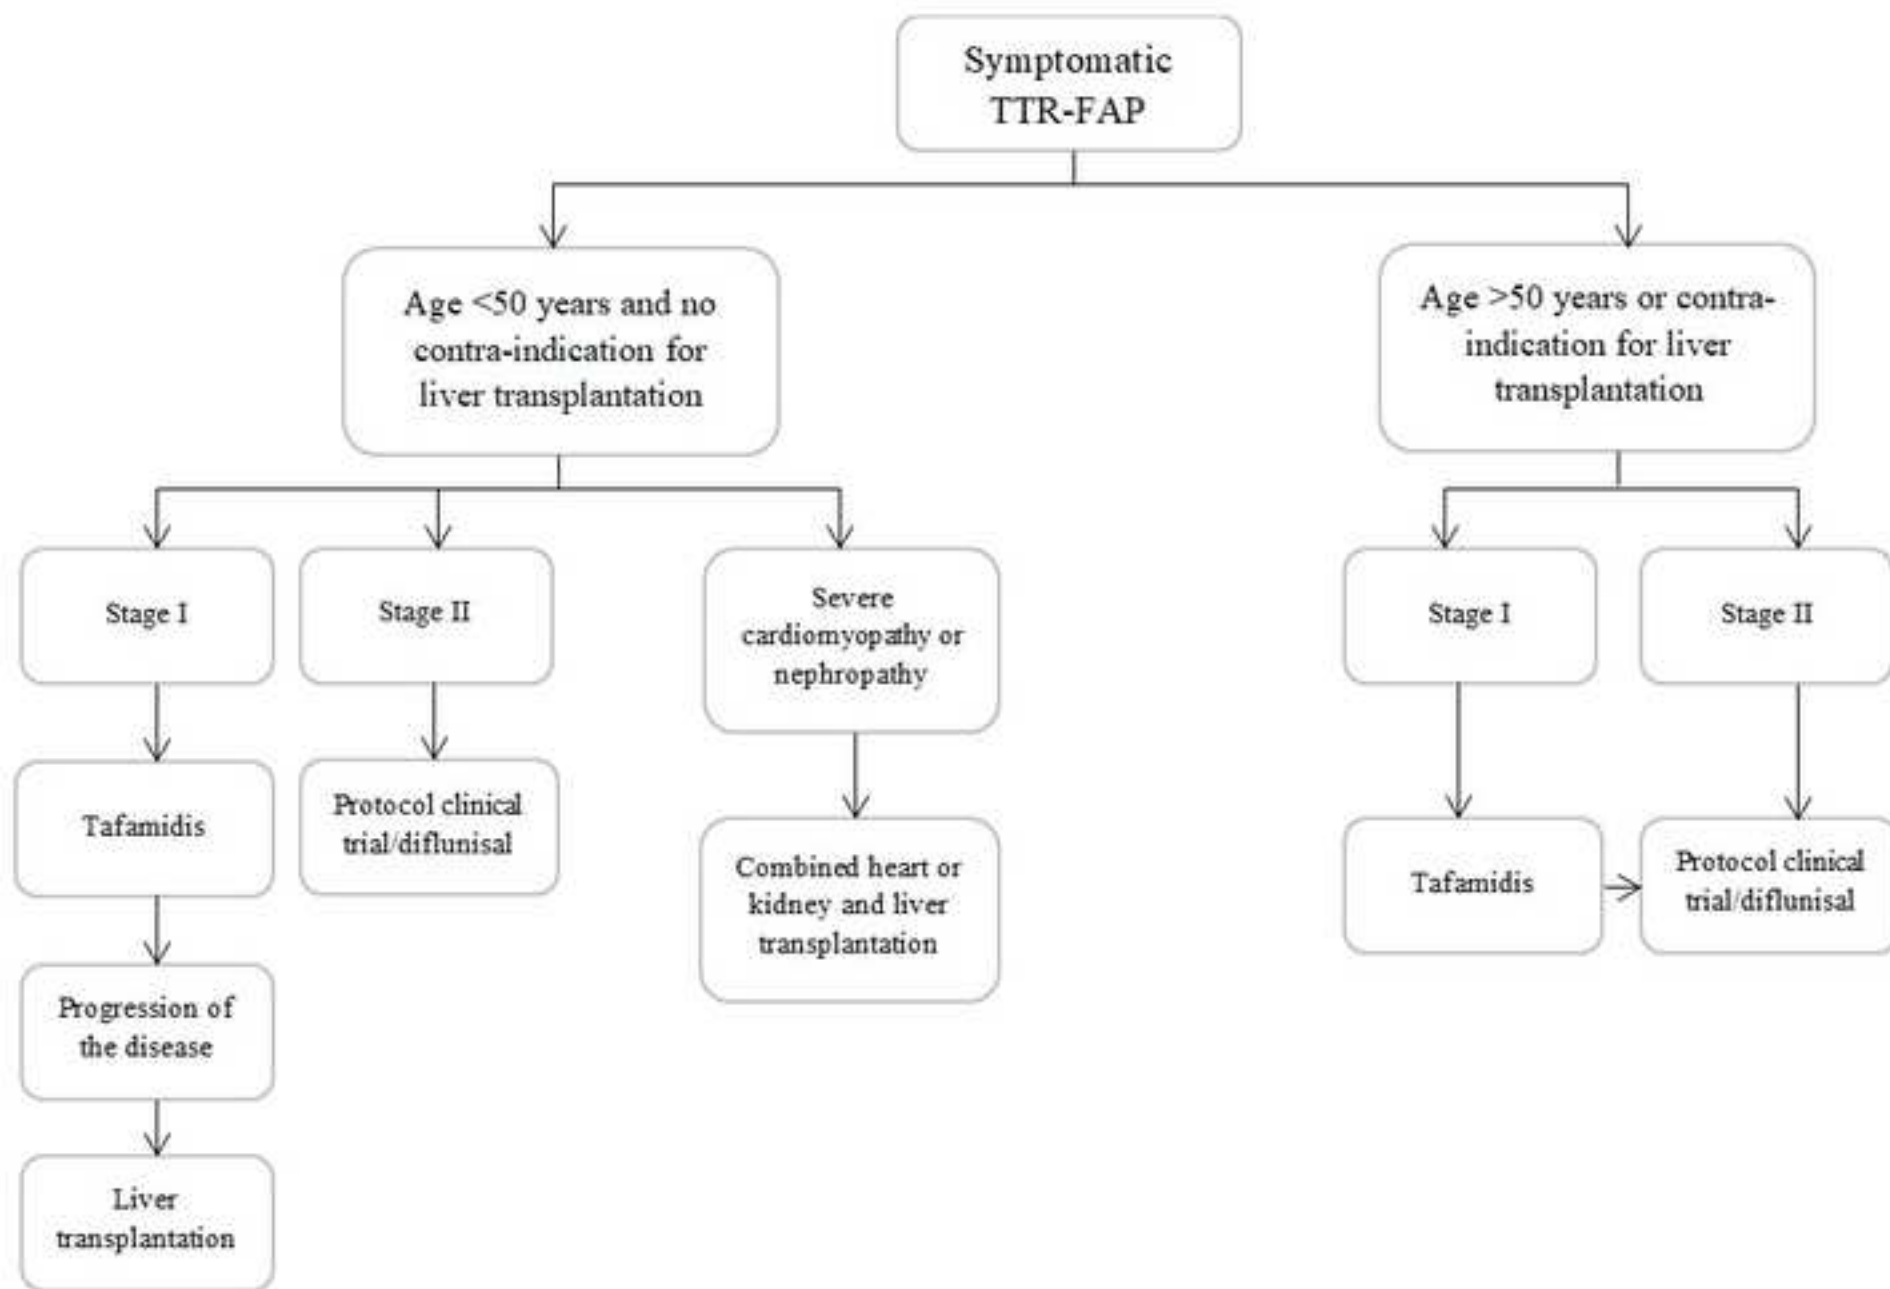 Symptomatic
TTR-FAP
Age <50 years and no
contra-indication for
liver transplantation
Age >50 years or contra-
indication for liver
transplantation
Stage I
Stage II
Severe
cardiomyopathy or
nephropathy
Stage I
Stage II
Tafamidis
Protocol clinical
trial/diflunisal
Combined heart or
kidney and liver
transplantation
Tafamidis
Protocol clinical
trial/diflunisal
Progression of
the disease
Liver
transplantation